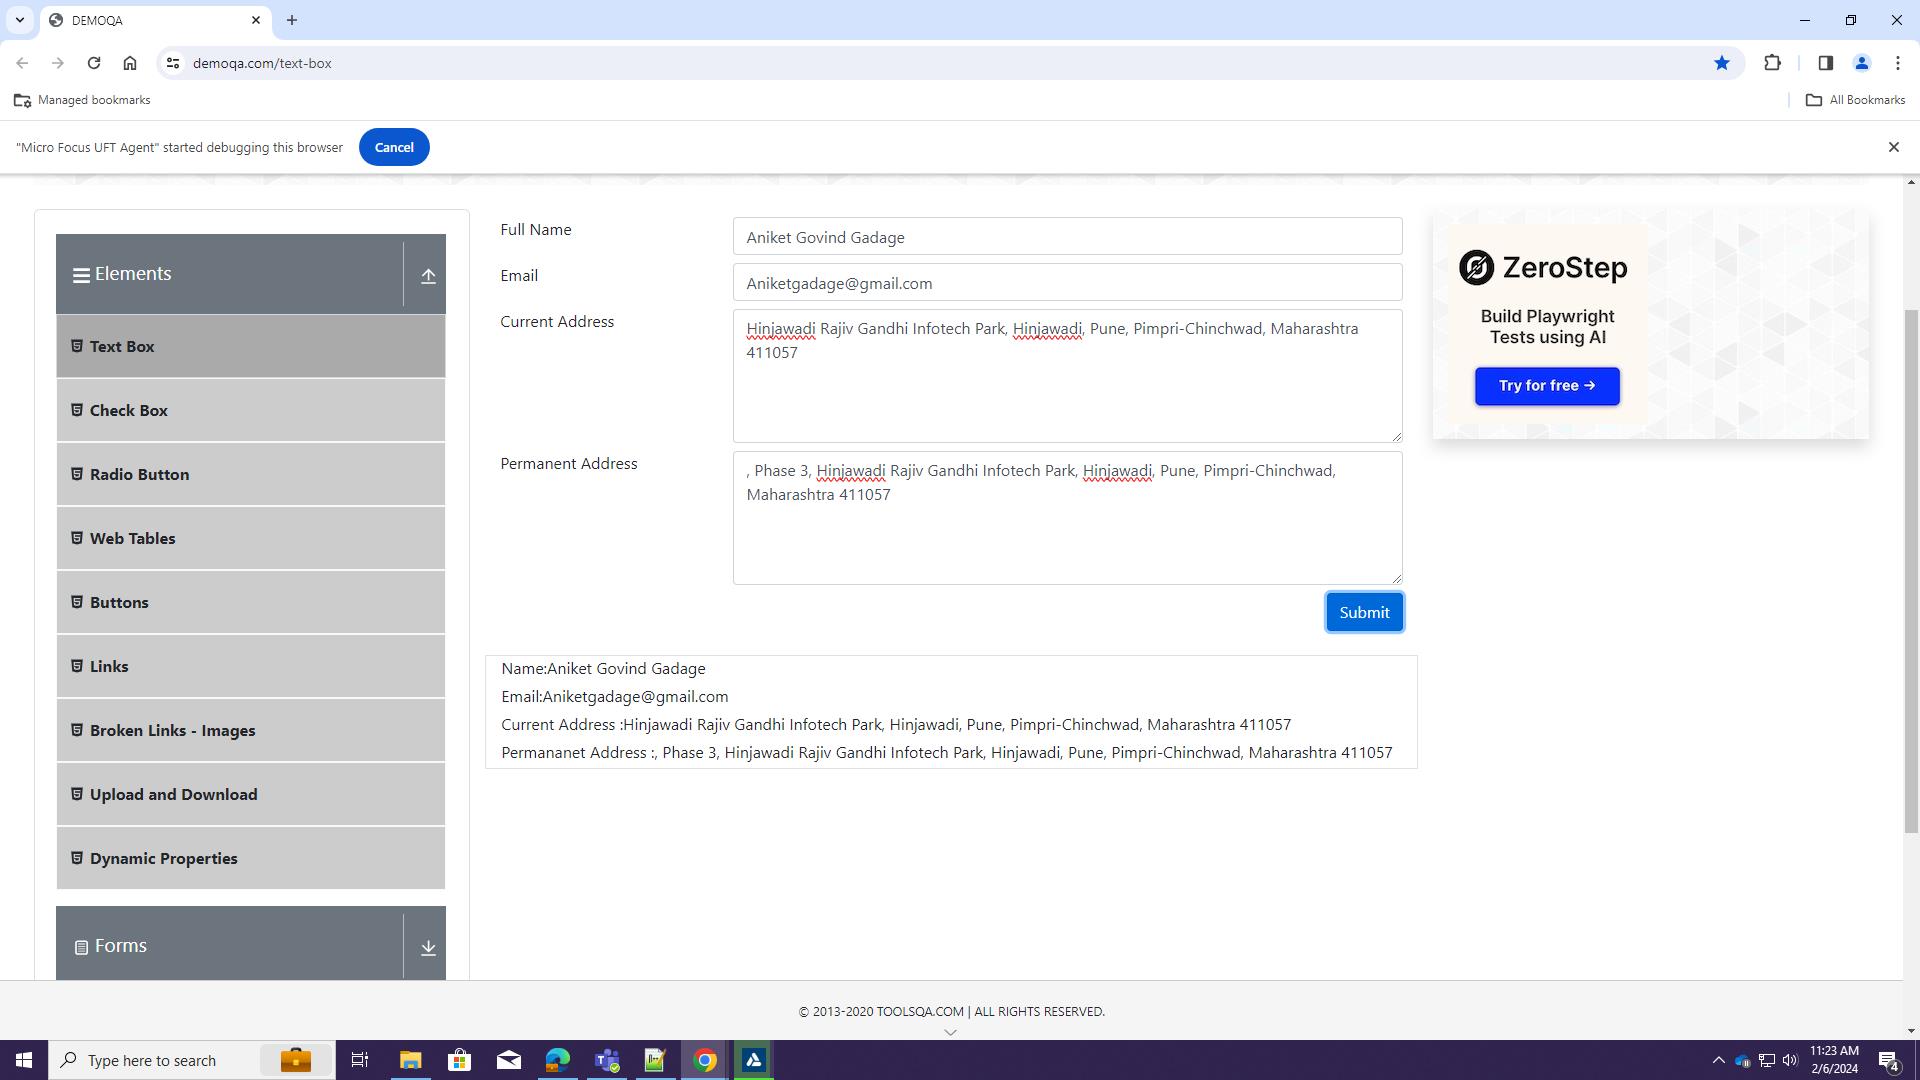 DEMOQA
demoqa.com/text-box
Managed bookmarks
All Bookmarks
"Micro Focus UFT Agent" started debugging this browser
Cancel
Elements
Text Box
Check Box
Radio Button
Web Tables
Buttons
Links
Broken Links - Images
Upload and Download
Dynamic Properties
Forms
Full Name
Aniket Govind Gadage
Email
Aniketgadage@gmail.com
Current Address
Hinjawadi Rajiv Gandhi Infotech Park, Hinjawadi, Pune, Pimpri-Chinchwad, Maharashtra
411057
Permanent Address
, Phase 3, Hinjawadi Rajiv Gandhi Infotech Park, Hinjawadi, Pune, Pimpri-Chinchwad,
Maharashtra 411057
Submit
Name:Aniket Govind Gadage
Email:Aniketgadage@gmail.com
Current Address :Hinjawadi Rajiv Gandhi Infotech Park, Hinjawadi, Pune, Pimpri-Chinchwad, Maharashtra 411057
Permananet Address :, Phase 3, Hinjawadi Rajiv Gandhi Infotech Park, Hinjawadi, Pune, Pimpri-Chinchwad, Maharashtra 411057
ZeroStep
Build Playwright
Tests using AI
Try for free →
© 2013-2020 TOOLSQA.COM | ALL RIGHTS RESERVED.
Type here to search
11:23 AM
2/6/2024
4